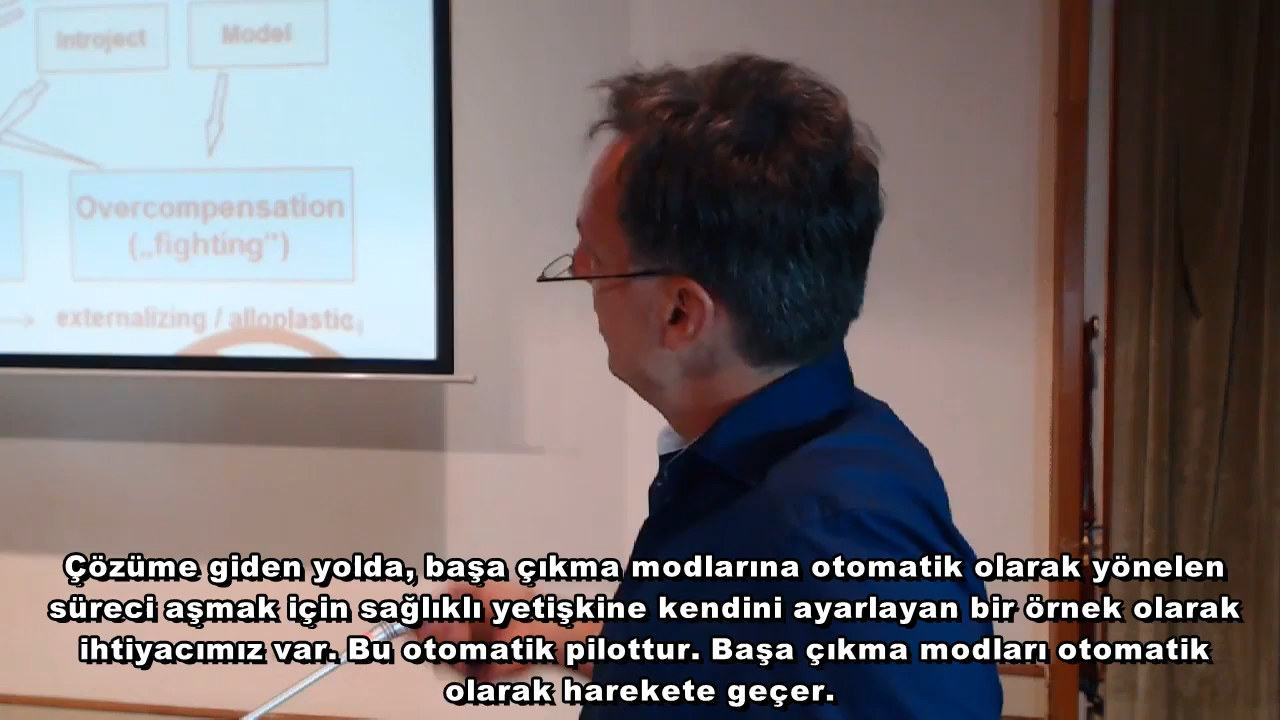 Introject
Model
Overcompensation
(„fighting“)
externalizing / alloplastic
Çözüme giden yolda, başa çıkma modlarına otomatik olarak yönelen
süreci aşmak için sağlıklı yetişkine kendini ayarlayan bir örnek olarak
ihtiyacımız var. Bu otomatik pilottur. Başa çıkma modları otomatik
olarak harekete geçer.